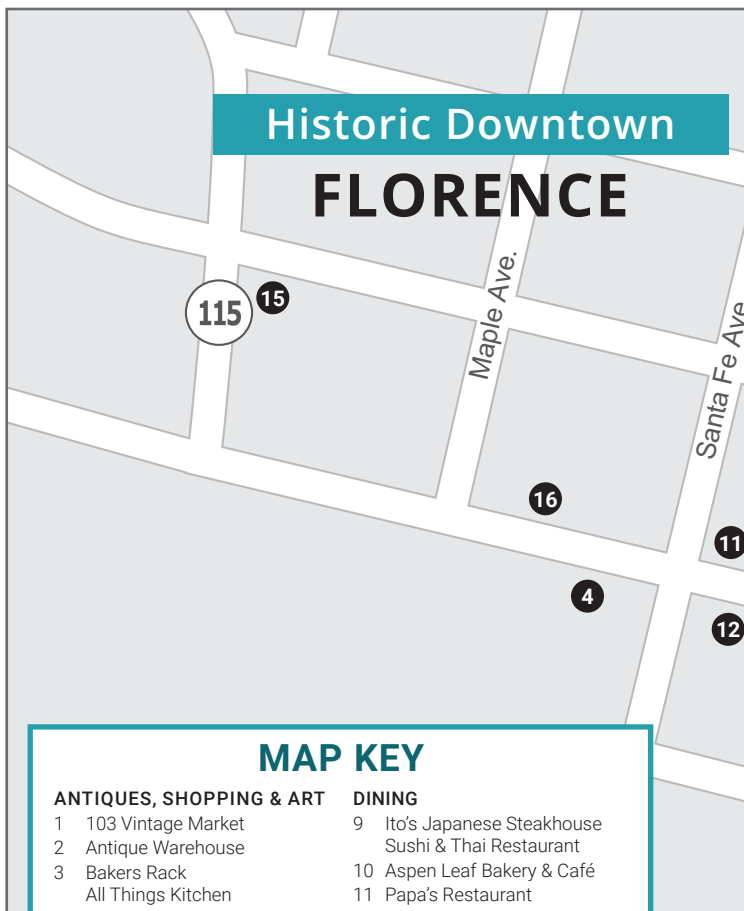 Historic Downtown
FLORENCE
Maple Ave.
Santa Fe Ave
115
15
16
11
4
12
MAP KEY
ANTIQUES, SHOPPING & ART
1 103 Vintage Market
2 Antique Warehouse
3 Bakers Rack
All Things Kitchen
DINING
9 Ito's Japanese Steakhouse
Sushi & Thai Restaurant
10 Aspen Leaf Bakery & Café
11 Papa's Restaurant